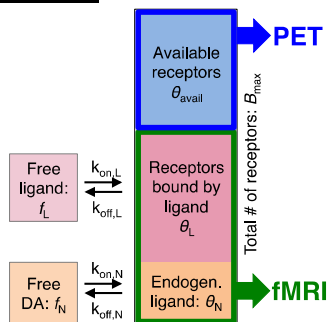 Available
receptors
θavail
PET
Total # of receptors: Bmax
Free
ligand:
fL
kon,L
koff,L
Receptors
bound by
ligand
θL
Free
DA: fN
kon,N
koff,N
Endogen.
ligand: θN
fMRI